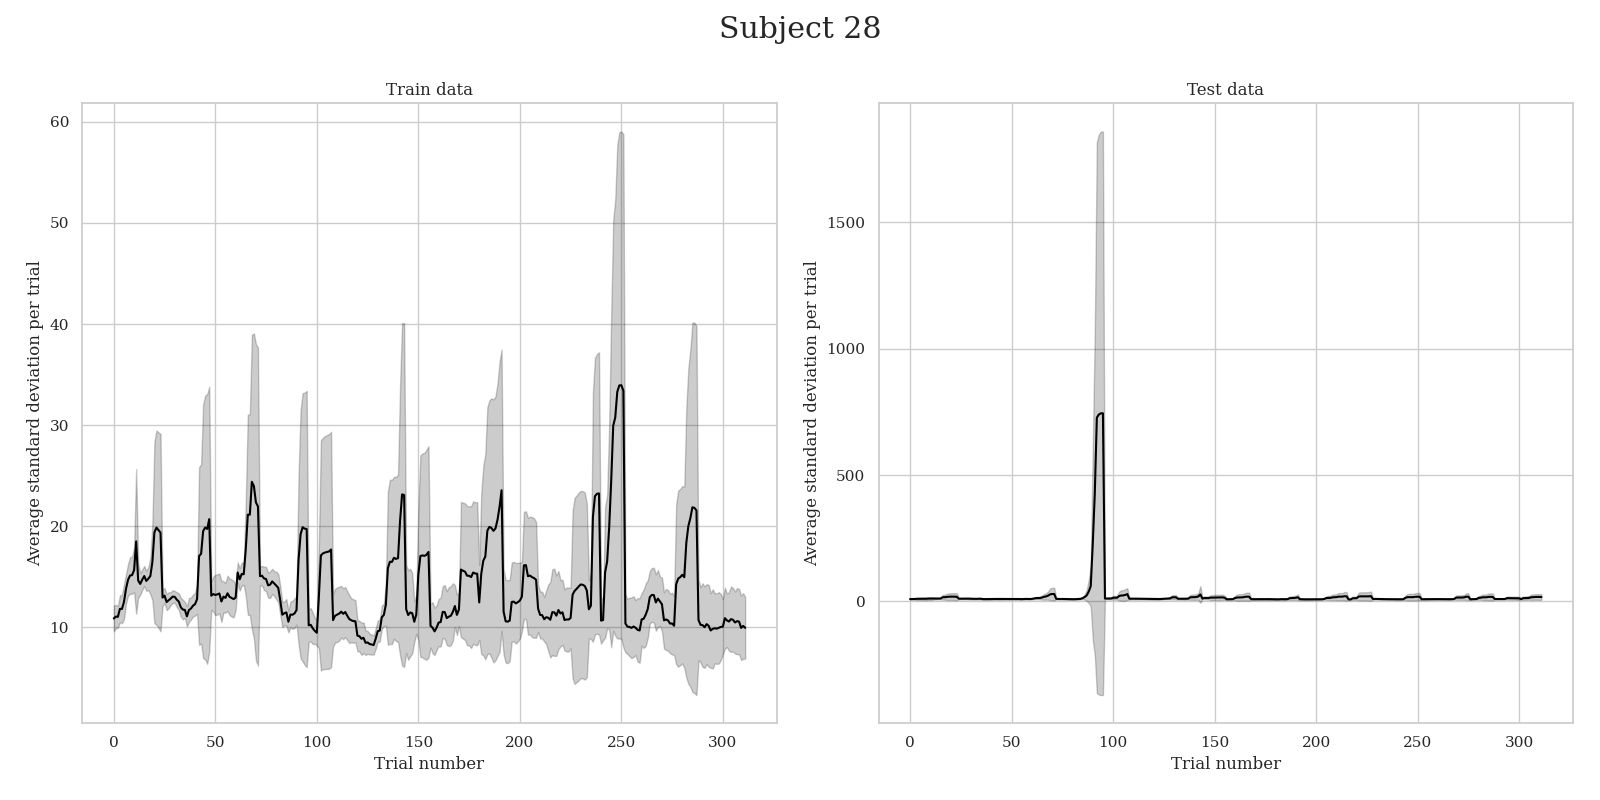 Subject 28
Train data
Average standard deviation per trial
60
50
40
30
20
10
0 50 100 150 200 250 300
Trial number
Test data
Average standard deviation per trial
1500
1000
500
0
0 50 100 150 200 250 300
Trial number